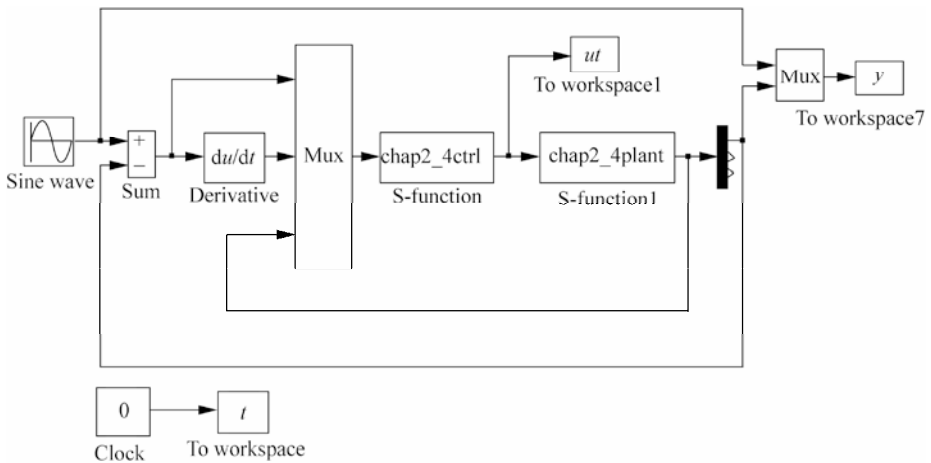 ut
To workspace1
Mux
y
To workspace7
+
−
Sine wave
Sum
du/dt
Derivative
Mux
chap2_4ctrl
S-function
chap2_4plant
S-function1
0
Clock
t
To workspace